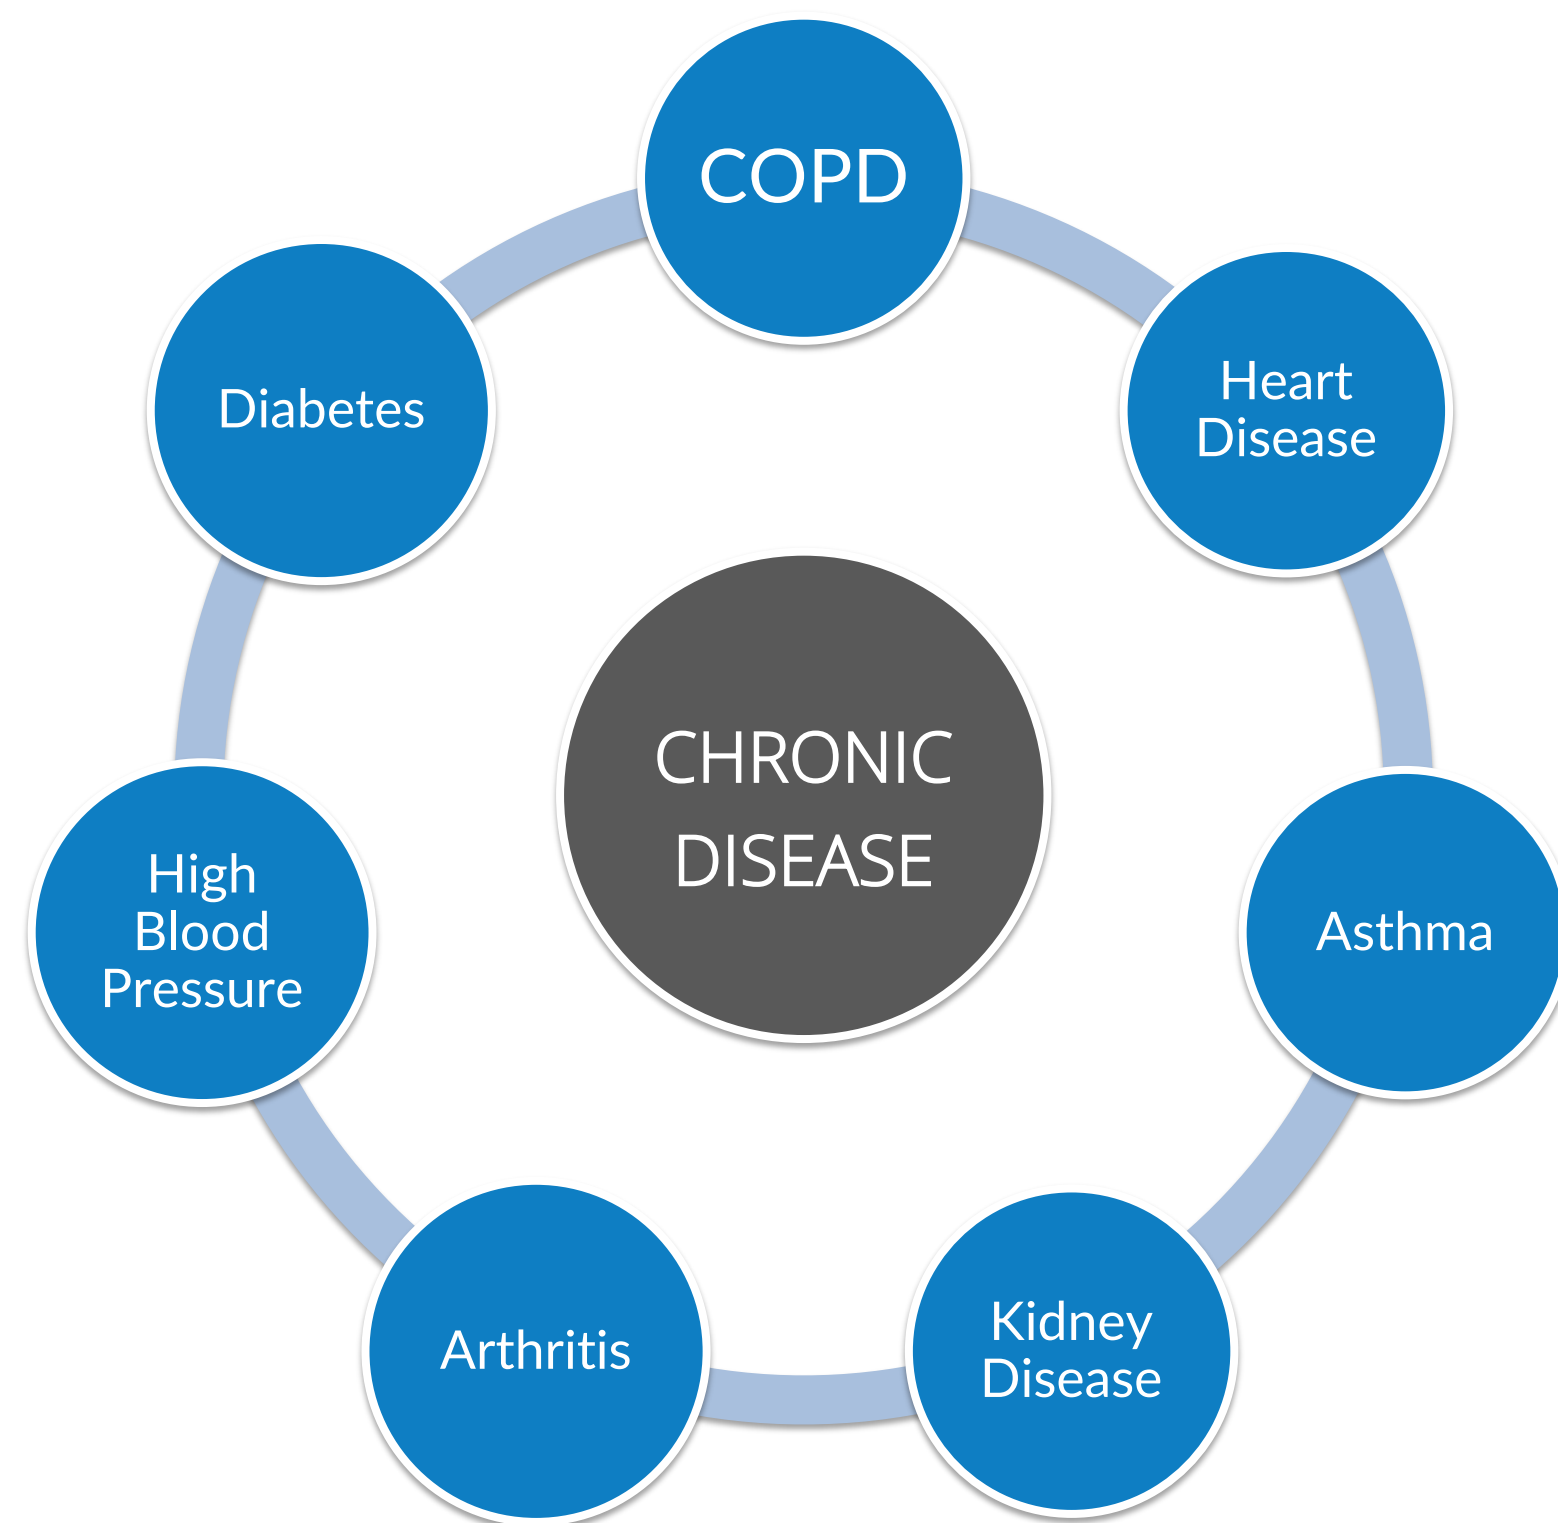 COPD
Heart
Disease
Asthma
Kidney
Disease
Arthritis
High
Blood
Pressure
Diabetes
CHRONIC
DISEASE